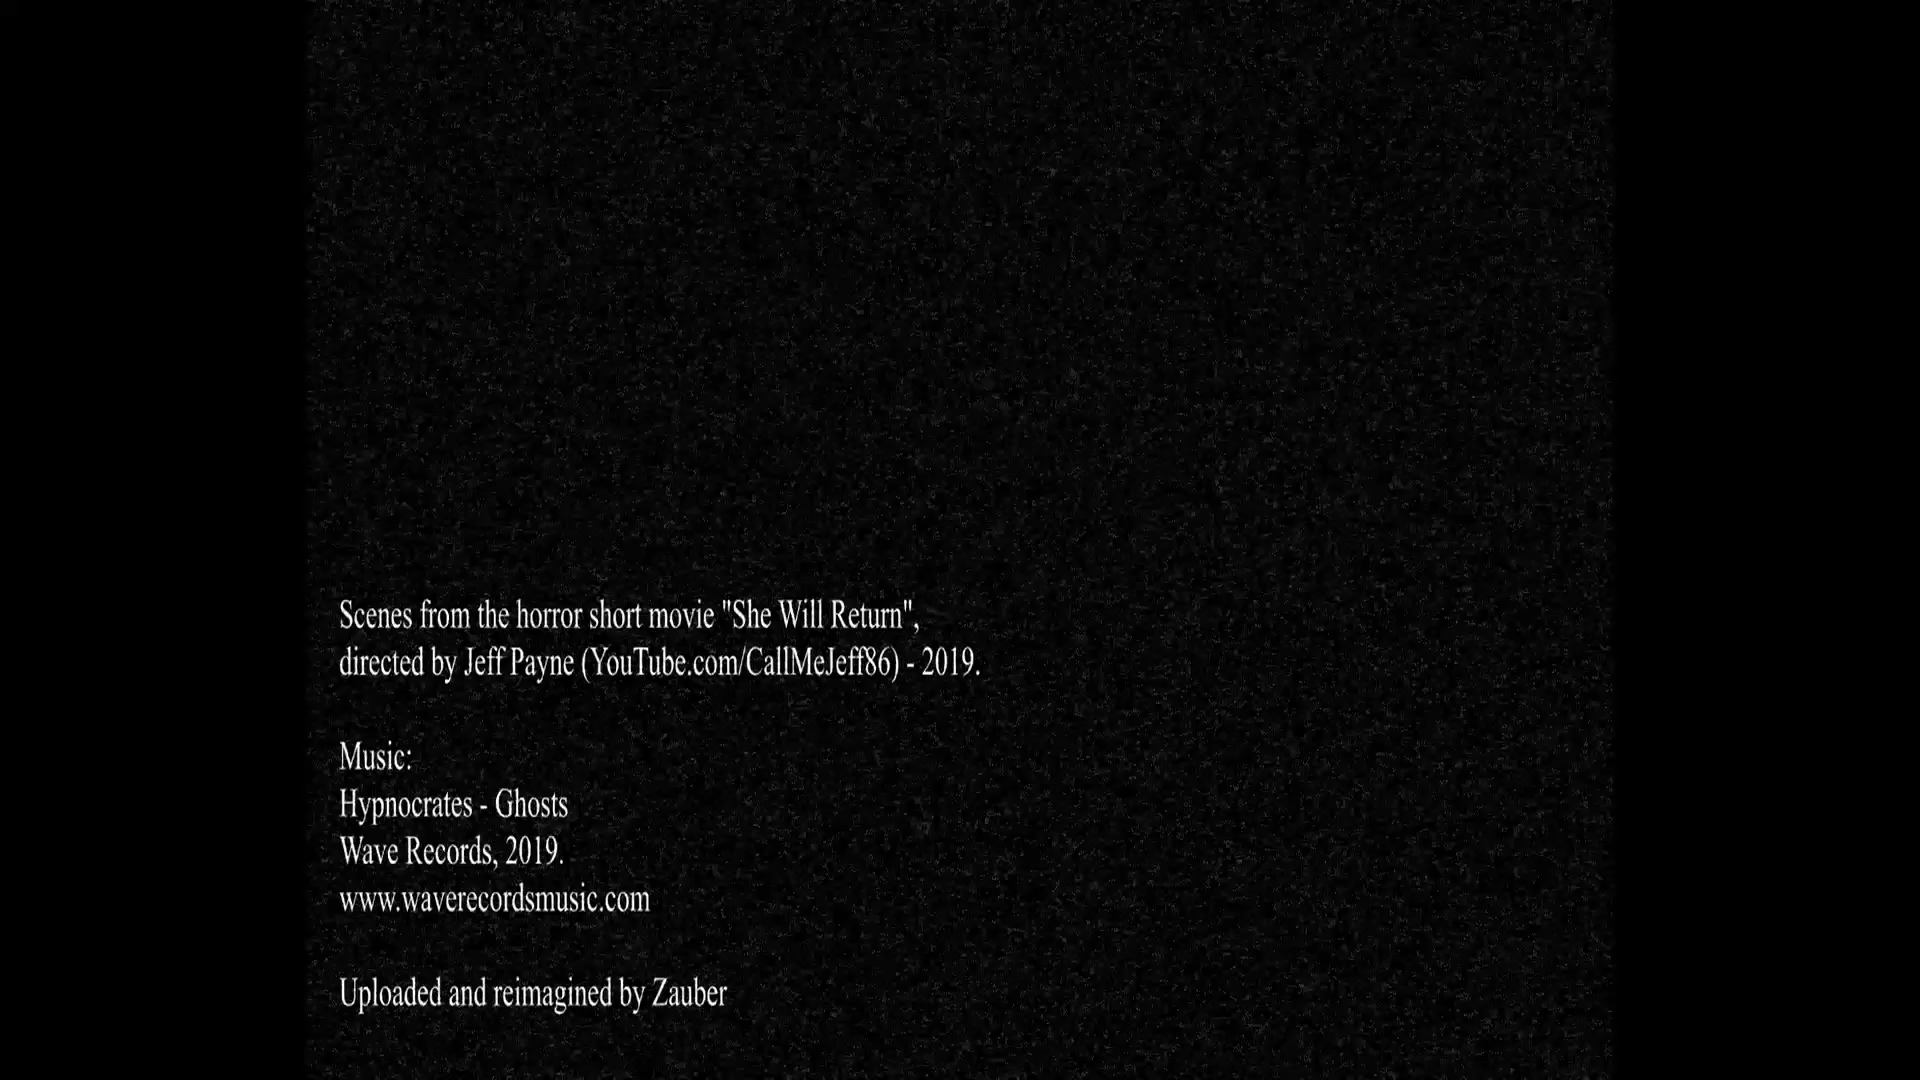 Scenes from the horror short movie "She Will Return",
directed by Jeff Payne (YouTube.com/CallMeJeff86) - 2019.
Music:
Hypnocrates - Ghosts
Wave Records, 2019.
www.waverecordsmusic.com
Uploaded and reimagined by Zauber